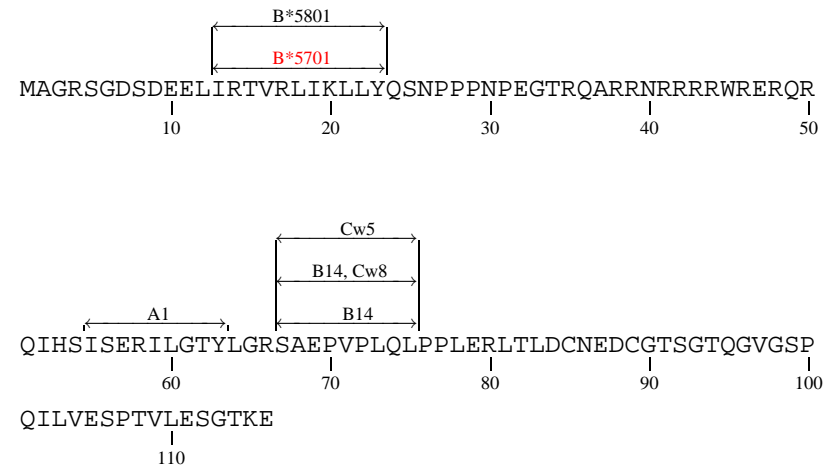 B*5801
B*5701
MAGRSGDSDEELIRTVRLIKLLYQSNPPPNPEGTRQARRNRRRRWRERQR
10 20 30 40 50
Cw5
B14, Cw8
A1 B14
QIHSISERILGTYLGRSAEPVPLQLPPLERLTLDCNEDCGTSGTQGVGSP
60 70 80 90 100
QILVESPTVLESGTKE
110